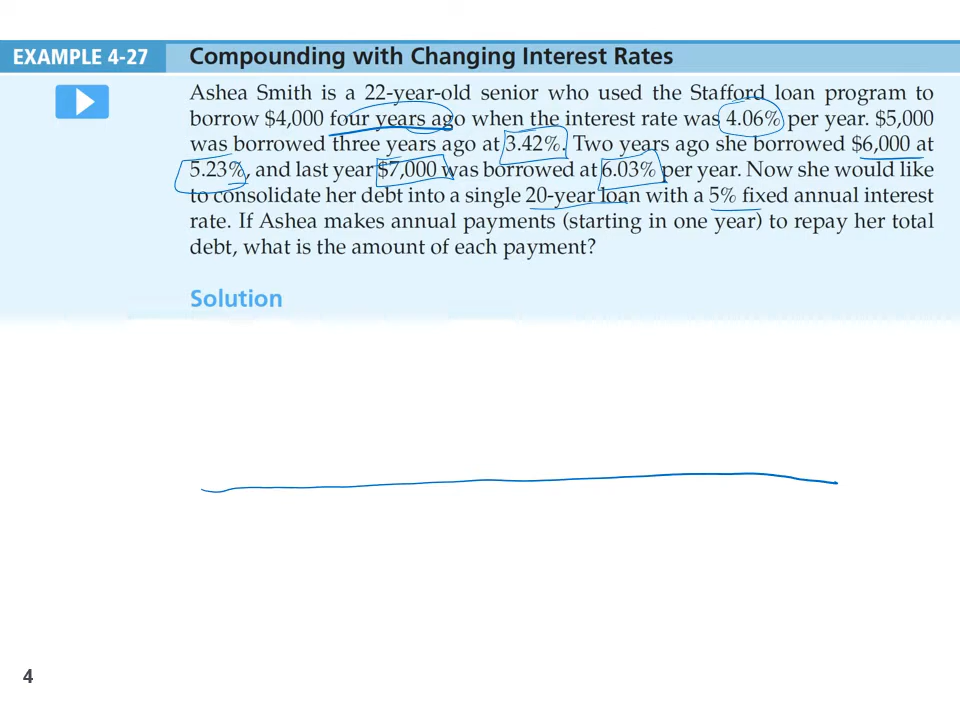 EXAMPLE 4-27 Compounding with Changing Interest Rates
Ashea Smith is a 22-year-old senior who used the Stafford loan program to
borrow $4,000 four years ago when the interest rate was 4.06% per year. $5,000
was borrowed three years ago at 3.42%. Two years ago she borrowed $6,000 at
5.23%, and last year $7,000 was borrowed at 6.03% per year. Now she would like
to consolidate her debt into a single 20-year loan with a 5% fixed annual interest
rate. If Ashea makes annual payments (starting in one year) to repay her total
debt, what is the amount of each payment?
Solution
4